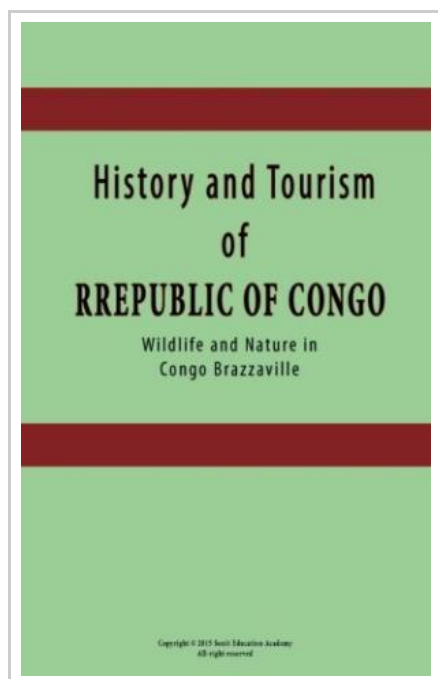 History and Tourism
of
RREPUBLIC OF CONGO
Wildlife and Nature in
Congo Brazzaville
Copyright © 2015 Education Academy
All right reserved